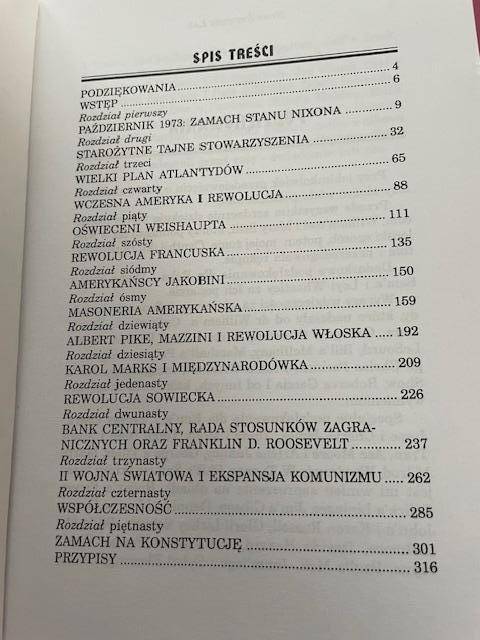 SPIS TREŚCI
PODZIĘKOWANIA 4
WSTĘP 6
Rozdział pierwszy
PAŹDZIERNIK 1973: ZAMACH STANU NIXONA 9
Rozdział drugi
STAROŻYTNE TAJNE STOWARZYSZENIA 32
Rozdział trzeci
WIELKI PLAN ATLANTYDÓW 65
Rozdział czwarty
WCZESNA AMERYKA I REWOLUCJA 88
Rozdział piąty
OŚWIECENI WEISHAUPTA 111
Rozdział szósty
REWOLUCJA FRANCUSKA 135
Rozdział siódmy
AMERYKAŃSCY JAKOBINI 150
Rozdział ósmy
MASONERIA AMERYKAŃSKA 159
Rozdział dziewiąty
ALBERT PIKE, MAZZINI I REWOLUCJA WŁOSKA 192
Rozdział dziesiąty
KAROL MARKS I MIĘDZYNARODÓWKA 209
Rozdział jedenasty
REWOLUCJA SOWIECKA 226
Rozdział dwunasty
BANK CENTRALNY, RADA STOSUNKÓW ZAGRA-
NICZNYCH ORAZ FRANKLIN D. ROOSEVELT 237
Rozdział trzynasty
II WOJNA ŚWIATOWA I EKSPANSJA KOMUNIZMU 262
Rozdział czternasty
WSPÓŁCZESNOŚĆ 285
Rozdział piętnasty
ZAMACH NA KONSTYTUCJĘ 301
PRZYPISY 316